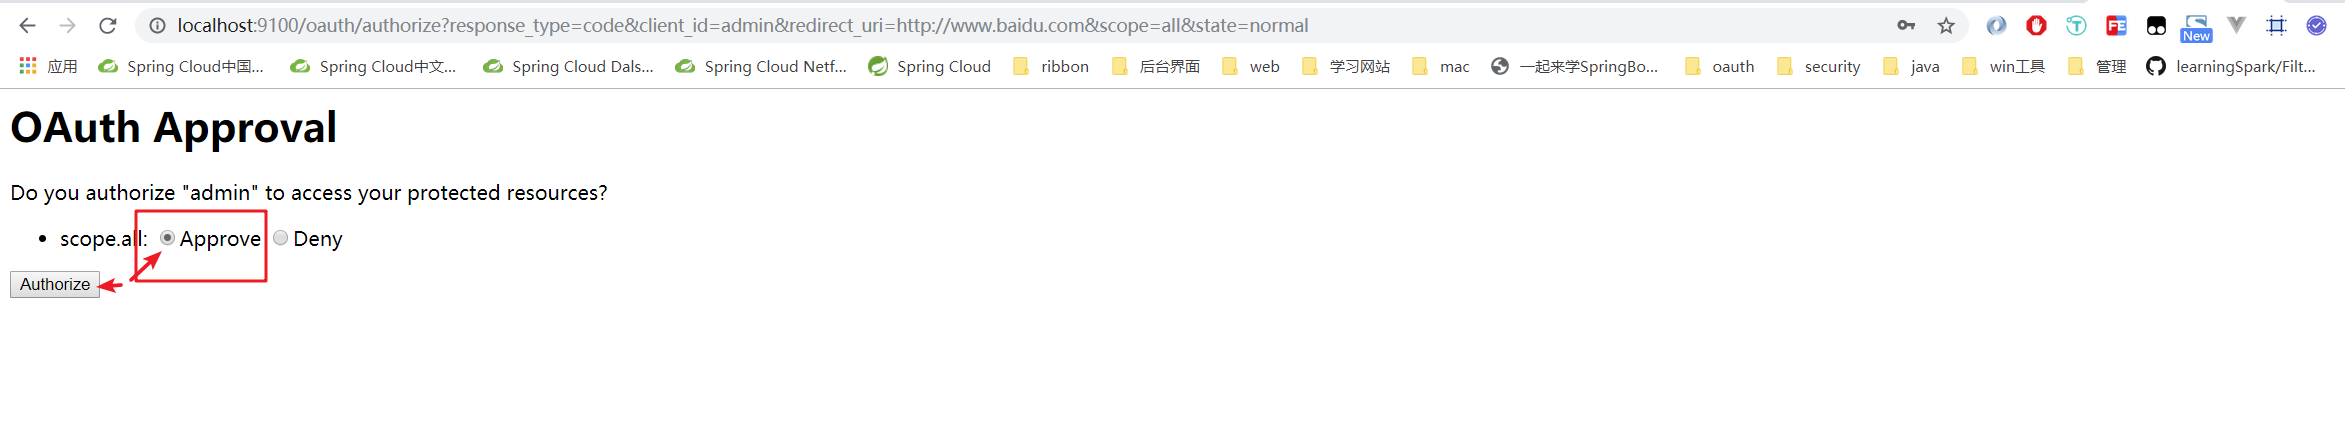 localhost:9100/oauth/authorize?response_type=code&client_id=admin&redirect_uri=http://www.baidu.com&scope=all&state=normal
New
应用 Spring Cloud中国... Spring Cloud中文... Spring Cloud Dals... Spring Cloud Netf... Spring Cloud ribbon 后台界面 web 学习网站 mac 一起来学SpringBo... oauth security java win工具 管理 learningSpark/Filt...
OAuth Approval
Do you authorize "admin" to access your protected resources?
• scope.all: Approve Deny
Authorize